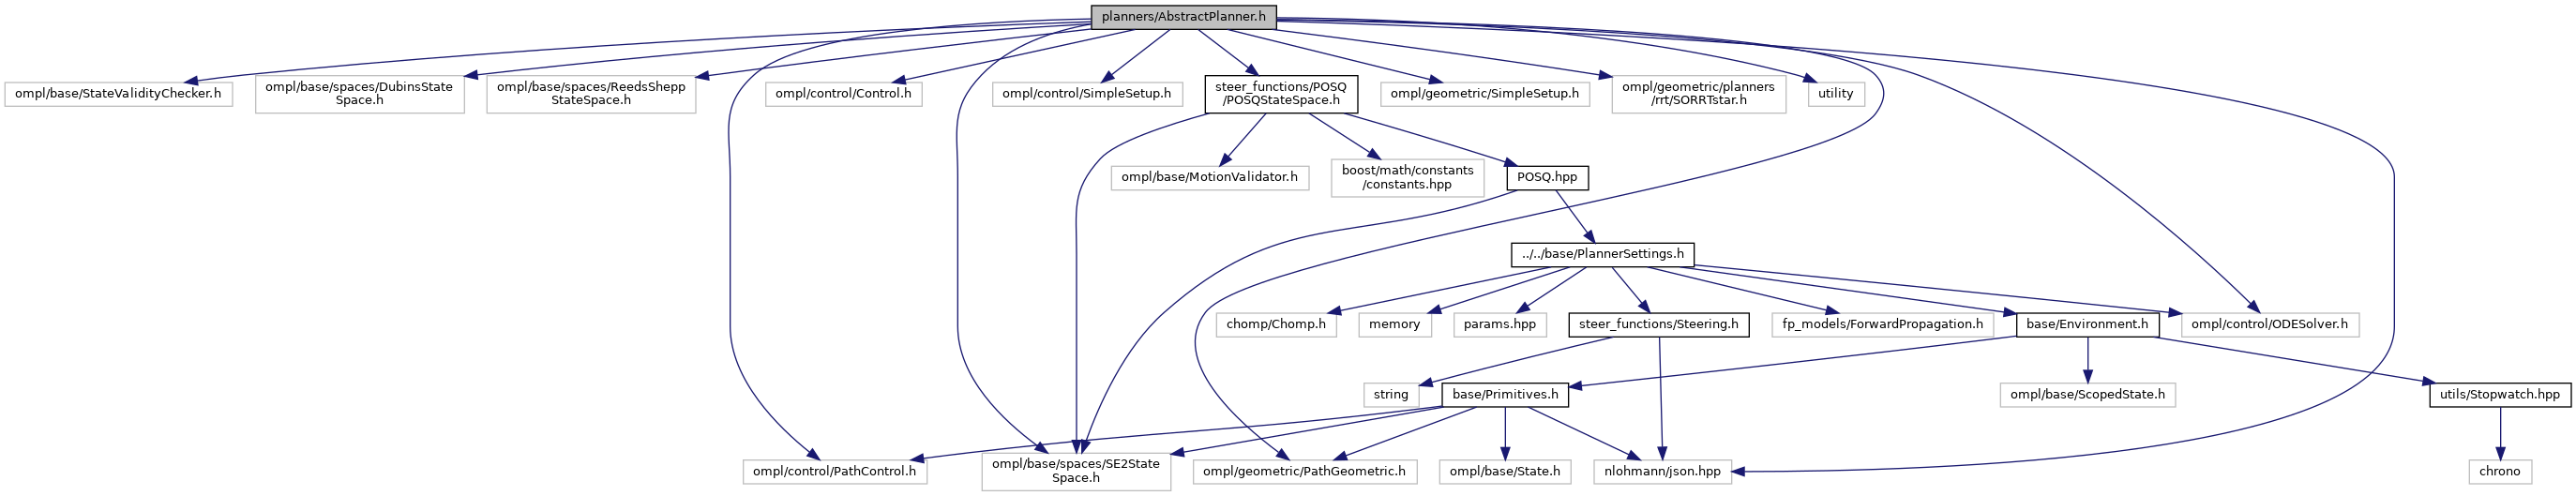 planners/AbstractPlanner.h
ompl/base/StateValidityChecker.h
ompl/base/spaces/DubinsState
Space.h
ompl/base/spaces/ReedsShepp
StateSpace.h
ompl/control/Control.h
ompl/control/SimpleSetup.h
steer_functions/POSQ
/POSQStateSpace.h
ompl/geometric/SimpleSetup.h
ompl/geometric/planners
/rrt/SORRTstar.h
utility
ompl/base/MotionValidator.h
boost/math/constants
/constants.hpp
POSQ.hpp
../../base/PlannerSettings.h
chomp/Chomp.h
memory
params.hpp
steer_functions/Steering.h
fp_models/ForwardPropagation.h
base/Environment.h
ompl/control/ODESolver.h
string
base/Primitives.h
ompl/base/ScopedState.h
utils/Stopwatch.hpp
ompl/control/PathControl.h
ompl/base/spaces/SE2State
Space.h
ompl/geometric/PathGeometric.h
ompl/base/State.h
nlohmann/json.hpp
chrono